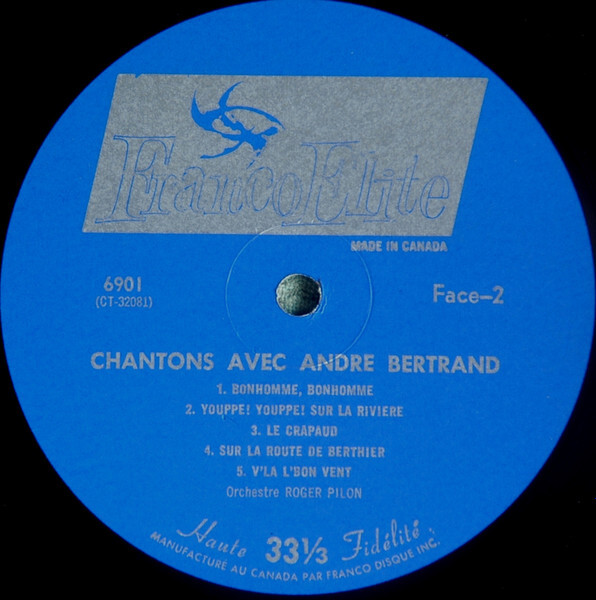 FrancoElite
MADE IN CANADA
6901
(CT-32081)
Face-2
CHANTONS AVEC ANDRE BERTRAND
1. BONHOMME, BONHOMME
2. YOUPPE! YOUPPE! SUR LA RIVIERE
3. LE CRAPAUD
4. SUR LA ROUTE DE BERTHIER
5. V'LA L'BON VENT
Orchestre ROGER PILON
Haute 33⅓ Fidélité
MANUFACTURÉ AU CANADA PAR FRANCO DISQUE INC.